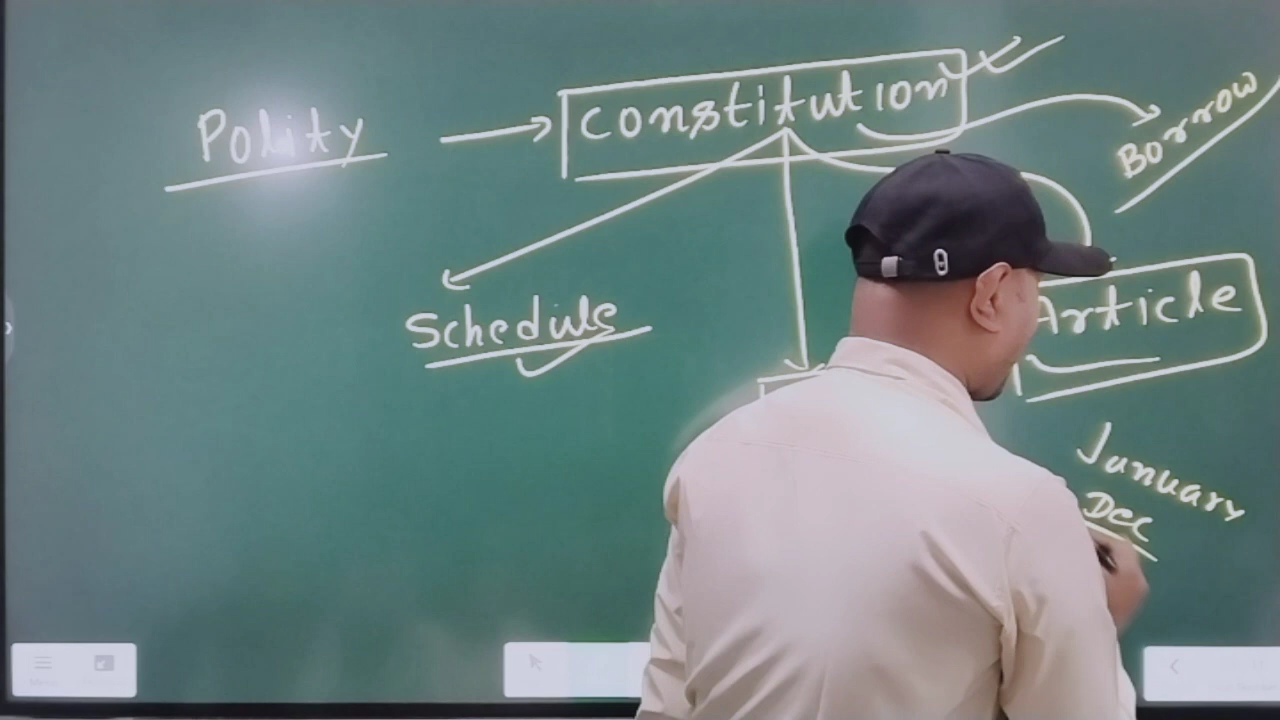 Polity
Constitution
Borrow
Schedule
Article
January
Dec